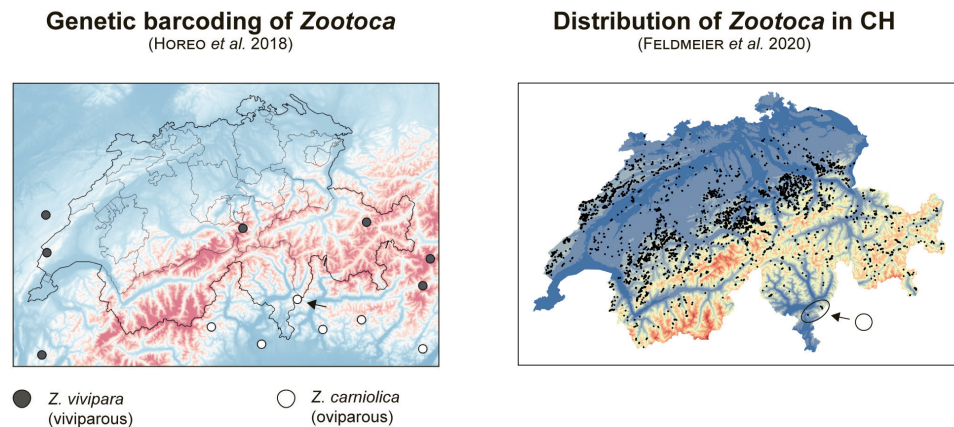 Genetic barcoding of Zootoca
(HOREO et al. 2018)
Distribution of Zootoca in CH
(FELDMEIER et al. 2020)
Z. vivipara
(viviparous)
Z. carniolica
(oviparous)